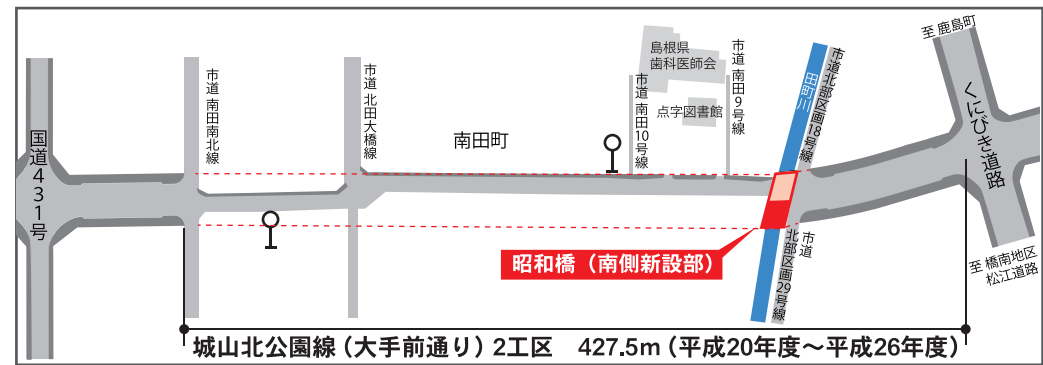 国道431号
市道 南田南北線
市道 北田大橋線
南田町
島根県
歯科医師会
市道 南田10号線
点字図書館
市道 南田9号線
田町川
市道北部区画18号線
至 鹿島町
くにびき道路
昭和橋（南側新設部）
市道
北部区画29号線
至 橋南地区
松江道路
城山北公園線（大手前通り）2工区　427.5m（平成20年度～平成26年度）